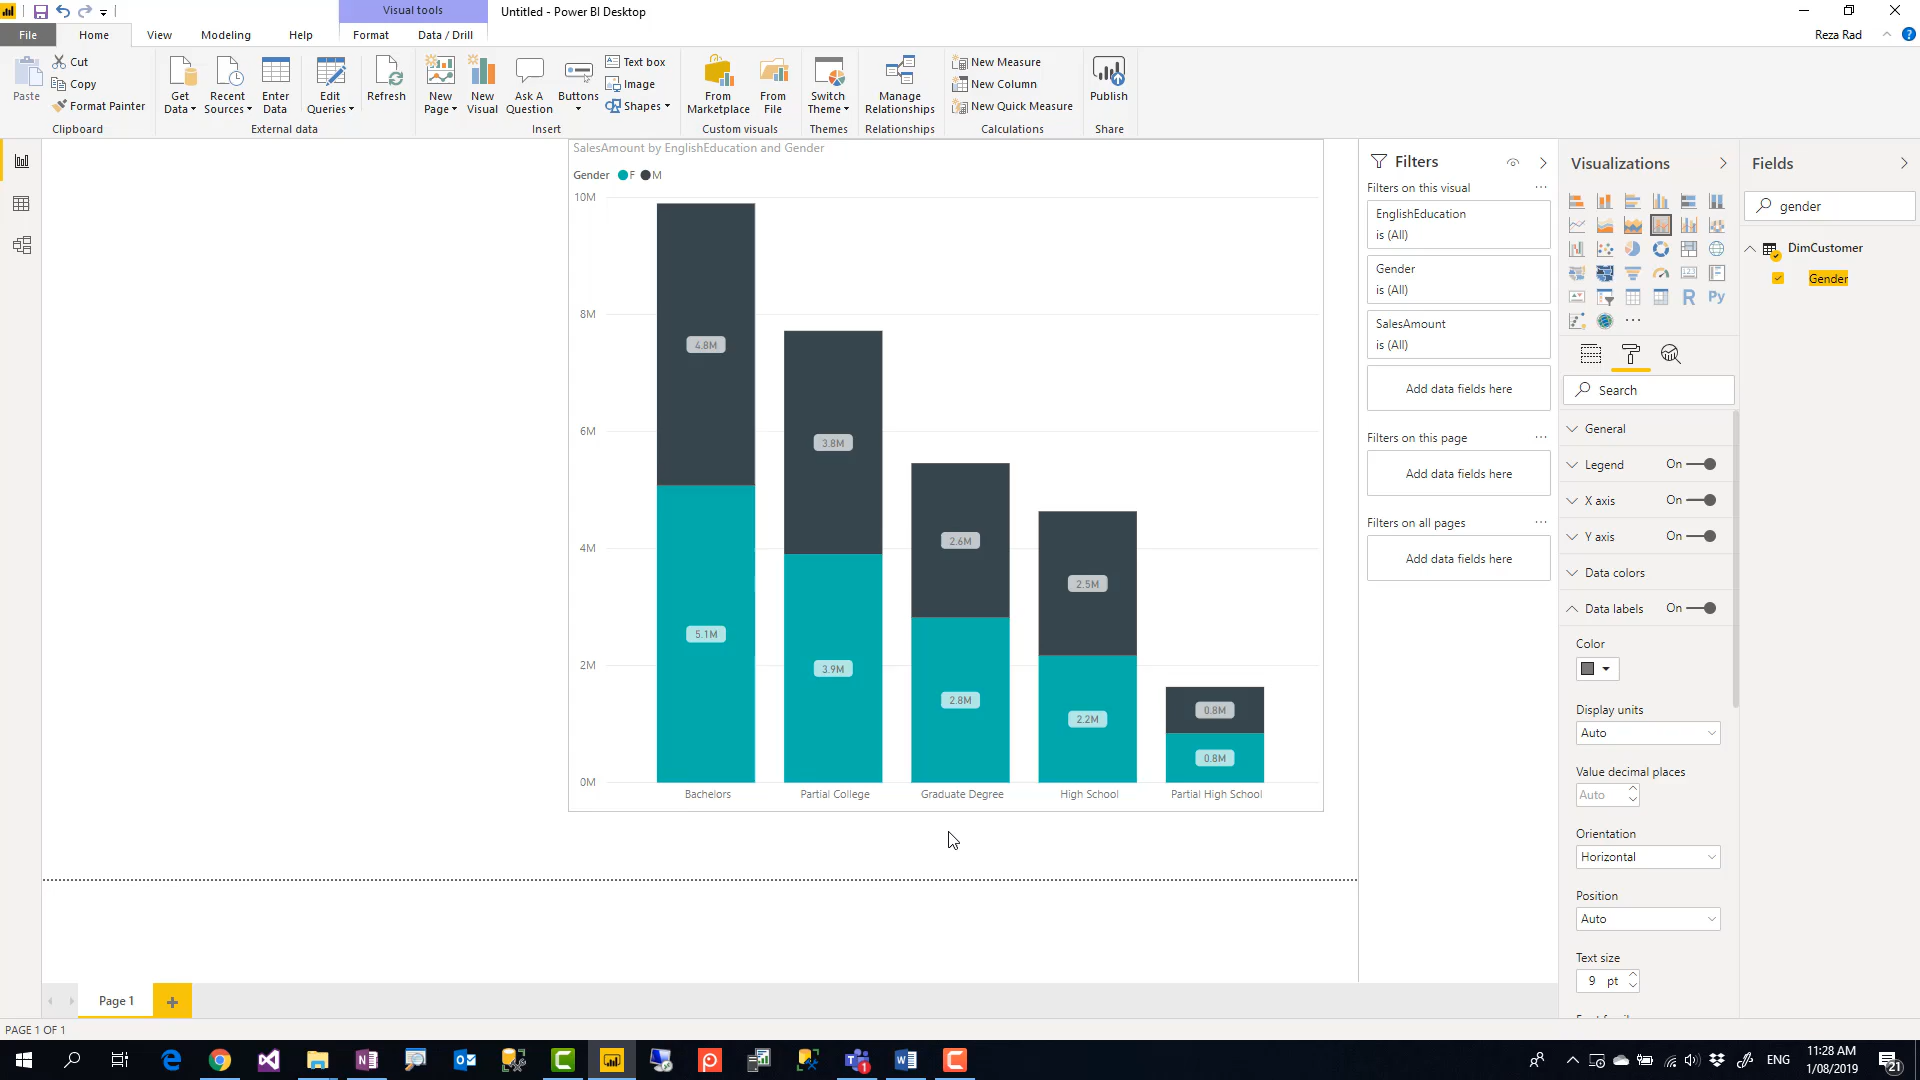 Visual tools
Untitled - Power BI Desktop
File
Home
View
Modeling
Help
Format
Data / Drill
Reza Rad
Paste
Cut
Copy
Format Painter
Clipboard
Get Data
Recent Sources
Enter Data
Edit Queries
Refresh
External data
New Page
New Visual
Ask A Question
Buttons
Text box
Image
Shapes
Insert
From Marketplace
From File
Custom visuals
Switch Theme
Themes
Manage Relationships
Relationships
New Measure
New Column
New Quick Measure
Calculations
Publish
Share
SalesAmount by EnglishEducation and Gender
Gender F M
10M
8M
6M
4M
2M
0M
4.8M
5.1M
3.8M
3.9M
2.6M
2.8M
2.5M
2.2M
0.8M
0.8M
Bachelors
Partial College
Graduate Degree
High School
Partial High School
Filters
Filters on this visual
EnglishEducation
is (All)
Gender
is (All)
SalesAmount
is (All)
Add data fields here
Filters on this page
Add data fields here
Filters on all pages
Add data fields here
Visualizations
R
Py
Search
General
Legend On
X axis On
Y axis On
Data colors
Data labels On
Color
Display units
Auto
Value decimal places
Auto
Orientation
Horizontal
Position
Auto
Text size
9 pt
Fields
gender
DimCustomer
Gender
Page 1
PAGE 1 OF 1
ENG
11:28 AM
1/08/2019
21